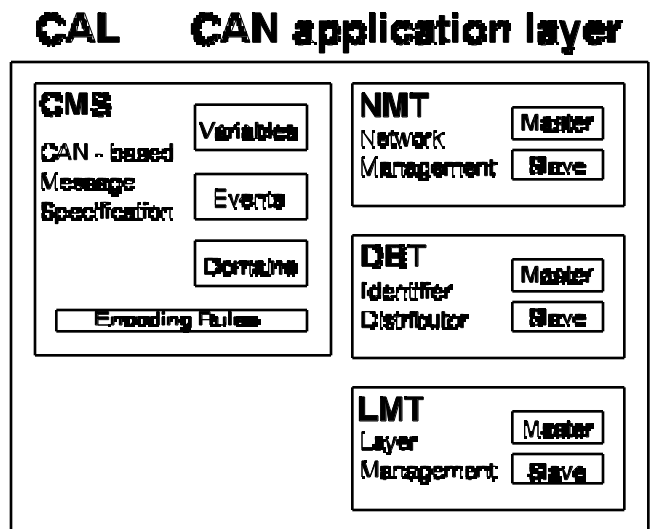 CAL CAN application layer
CMS
CAN - based
Message
Specification
Variables
Events
Domains
Encoding Rules
NMT
Network
Management
Master
Slave
DBT
Identifier
Distributor
Master
Slave
LMT
Layer
Management
Master
Slave